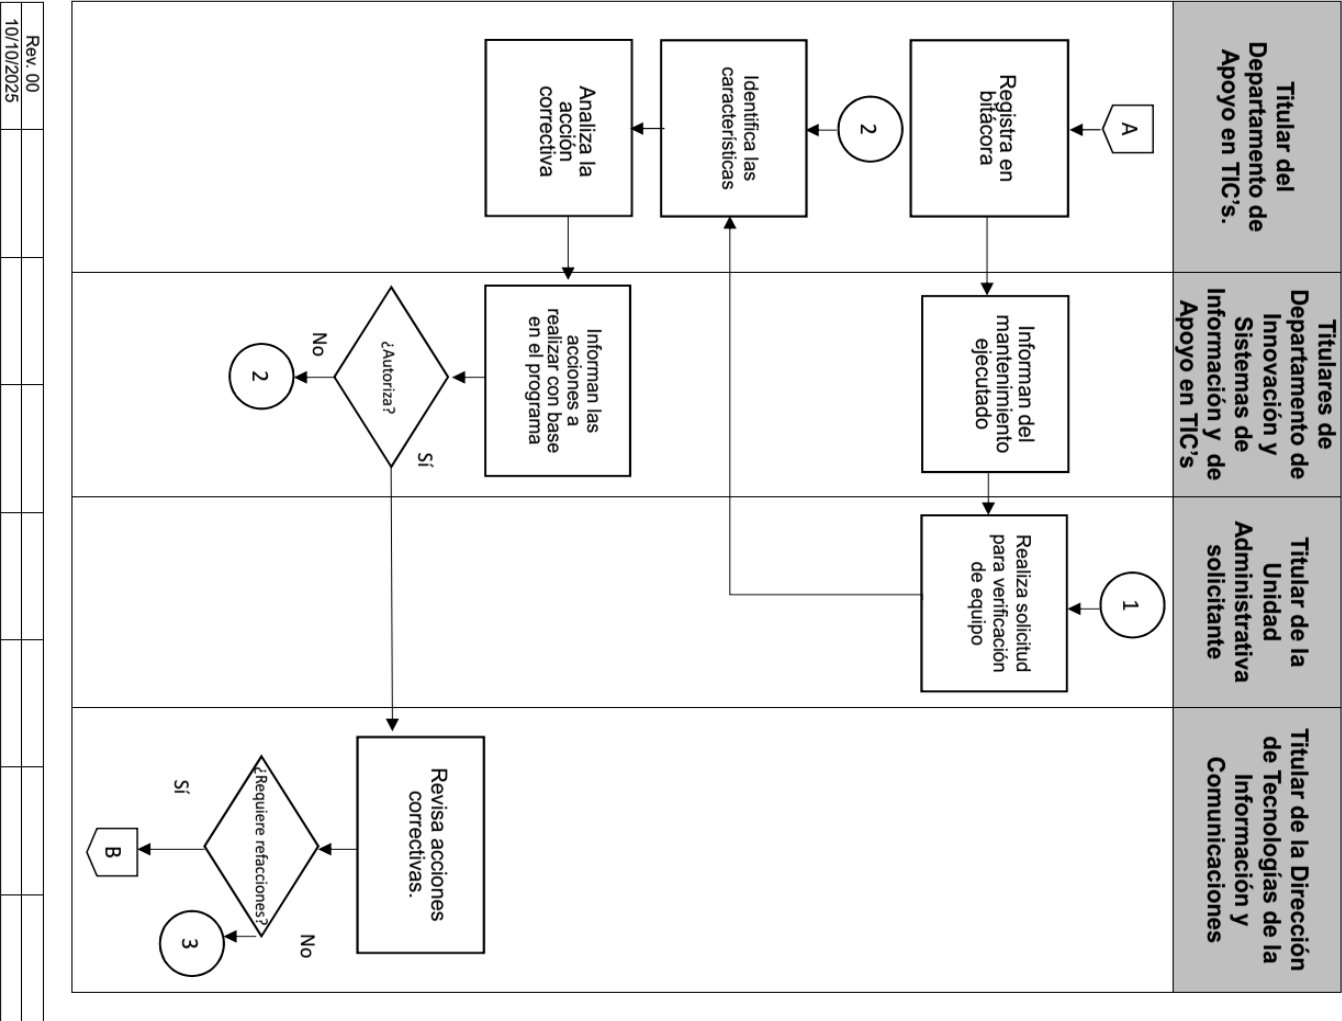 Titular del
Departamento de
Apoyo en TIC's.
Titulares de
Departamento de
Innovación y
Sistemas de
Información y de
Apoyo en TIC's
Titular de la
Unidad
Administrativa
solicitante
Titular de la Dirección
de Tecnologías de la
Información y
Comunicaciones
A
1
Registra en
bitácora
Informan del
mantenimiento
ejecutado
Realiza solicitud
para verificación
de equipo
2
Identifica las
características
Analiza la
acción
correctiva
Informan las
acciones a
realizar con base
en el programa
¿Autoriza?
Sí
No
2
Revisa acciones
correctivas.
¿Requiere refacciones?
No
3
Sí
B
Rev. 00
10/10/2025